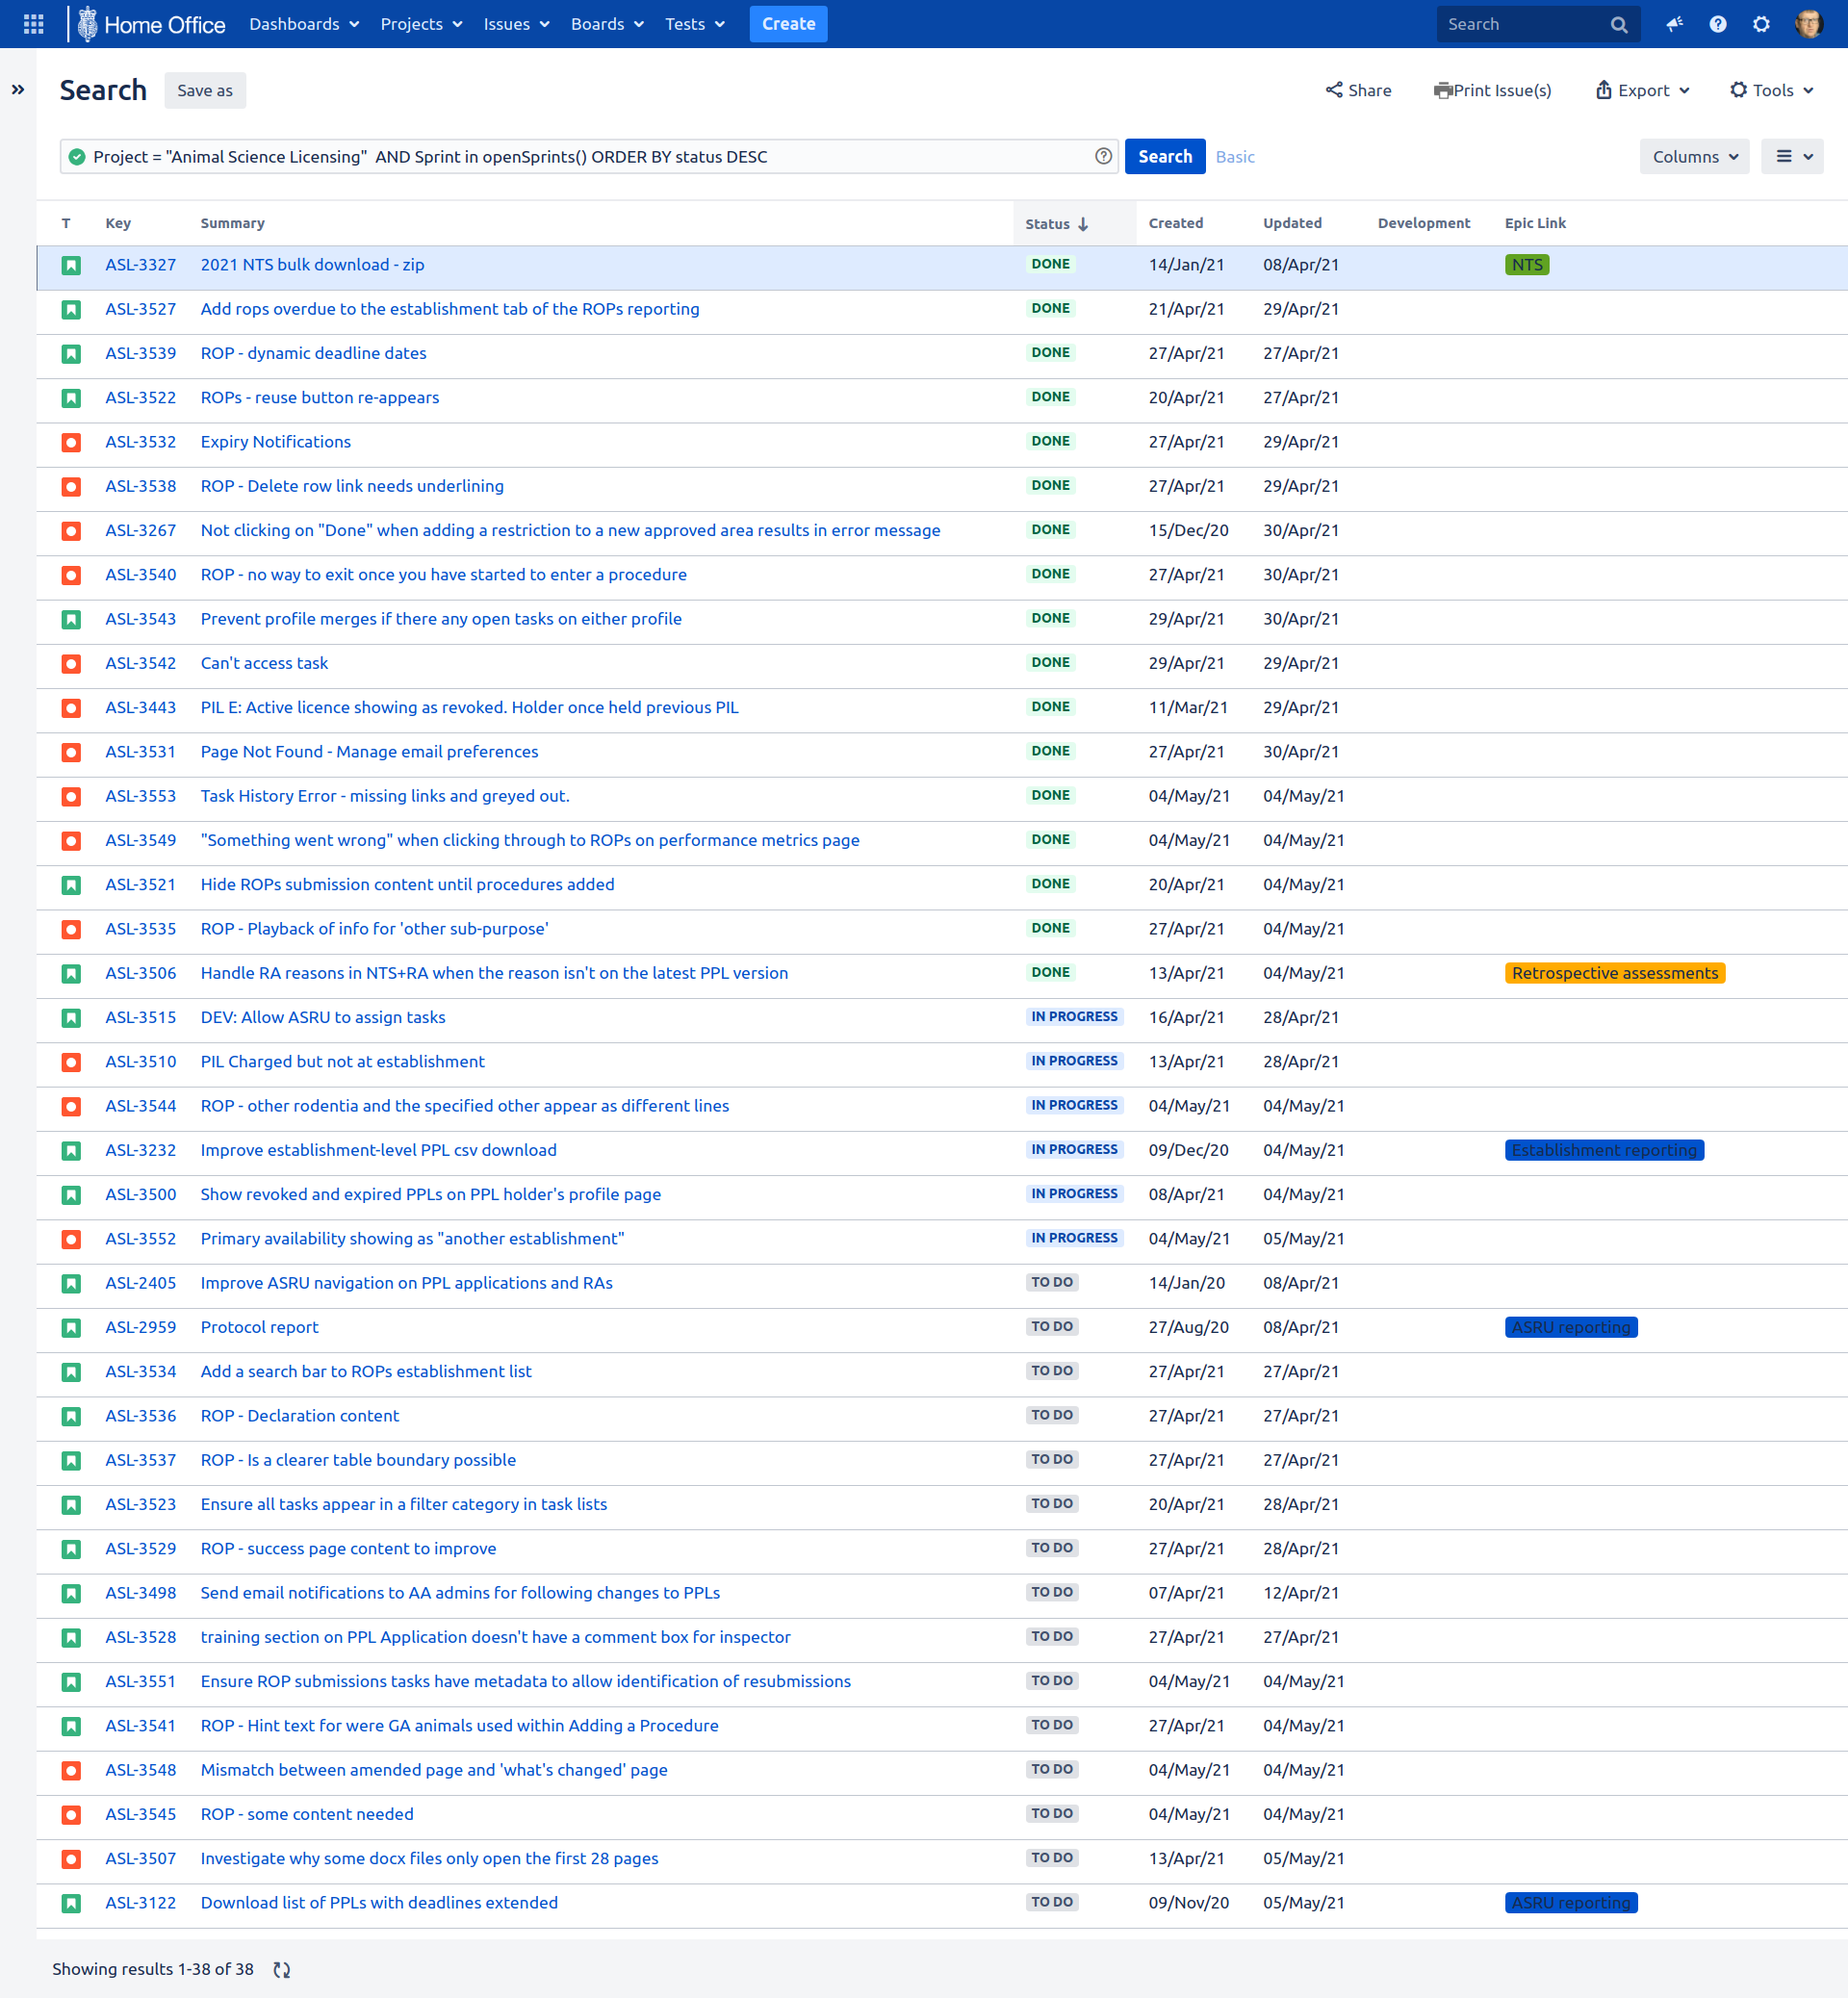 Home Office Dashboards Projects Issues Boards Tests Create Search
Search Save as Share Print Issue(s) Export Tools
Project = "Animal Science Licensing" AND Sprint in openSprints() ORDER BY status DESC Search Basic Columns
T Key Summary Status Created Updated Development Epic Link
ASL-3327 2021 NTS bulk download - zip DONE 14/Jan/21 08/Apr/21 NTS
ASL-3527 Add rops overdue to the establishment tab of the ROPs reporting DONE 21/Apr/21 29/Apr/21
ASL-3539 ROP - dynamic deadline dates DONE 27/Apr/21 27/Apr/21
ASL-3522 ROPs - reuse button re-appears DONE 20/Apr/21 27/Apr/21
ASL-3532 Expiry Notifications DONE 27/Apr/21 29/Apr/21
ASL-3538 ROP - Delete row link needs underlining DONE 27/Apr/21 29/Apr/21
ASL-3267 Not clicking on "Done" when adding a restriction to a new approved area results in error message DONE 15/Dec/20 30/Apr/21
ASL-3540 ROP - no way to exit once you have started to enter a procedure DONE 27/Apr/21 30/Apr/21
ASL-3543 Prevent profile merges if there any open tasks on either profile DONE 29/Apr/21 30/Apr/21
ASL-3542 Can't access task DONE 29/Apr/21 29/Apr/21
ASL-3443 PIL E: Active licence showing as revoked. Holder once held previous PIL DONE 11/Mar/21 29/Apr/21
ASL-3531 Page Not Found - Manage email preferences DONE 27/Apr/21 30/Apr/21
ASL-3553 Task History Error - missing links and greyed out. DONE 04/May/21 04/May/21
ASL-3549 "Something went wrong" when clicking through to ROPs on performance metrics page DONE 04/May/21 04/May/21
ASL-3521 Hide ROPs submission content until procedures added DONE 20/Apr/21 04/May/21
ASL-3535 ROP - Playback of info for 'other sub-purpose' DONE 27/Apr/21 04/May/21
ASL-3506 Handle RA reasons in NTS+RA when the reason isn't on the latest PPL version DONE 13/Apr/21 04/May/21 Retrospective assessments
ASL-3515 DEV: Allow ASRU to assign tasks IN PROGRESS 16/Apr/21 28/Apr/21
ASL-3510 PIL Charged but not at establishment IN PROGRESS 13/Apr/21 28/Apr/21
ASL-3544 ROP - other rodentia and the specified other appear as different lines IN PROGRESS 04/May/21 04/May/21
ASL-3232 Improve establishment-level PPL csv download IN PROGRESS 09/Dec/20 04/May/21 Establishment reporting
ASL-3500 Show revoked and expired PPLs on PPL holder's profile page IN PROGRESS 08/Apr/21 04/May/21
ASL-3552 Primary availability showing as "another establishment" IN PROGRESS 04/May/21 05/May/21
ASL-2405 Improve ASRU navigation on PPL applications and RAs TO DO 14/Jan/20 08/Apr/21
ASL-2959 Protocol report TO DO 27/Aug/20 08/Apr/21 ASRU reporting
ASL-3534 Add a search bar to ROPs establishment list TO DO 27/Apr/21 27/Apr/21
ASL-3536 ROP - Declaration content TO DO 27/Apr/21 27/Apr/21
ASL-3537 ROP - Is a clearer table boundary possible TO DO 27/Apr/21 27/Apr/21
ASL-3523 Ensure all tasks appear in a filter category in task lists TO DO 20/Apr/21 28/Apr/21
ASL-3529 ROP - success page content to improve TO DO 27/Apr/21 28/Apr/21
ASL-3498 Send email notifications to AA admins for following changes to PPLs TO DO 07/Apr/21 12/Apr/21
ASL-3528 training section on PPL Application doesn't have a comment box for inspector TO DO 27/Apr/21 27/Apr/21
ASL-3551 Ensure ROP submissions tasks have metadata to allow identification of resubmissions TO DO 04/May/21 04/May/21
ASL-3541 ROP - Hint text for were GA animals used within Adding a Procedure TO DO 27/Apr/21 04/May/21
ASL-3548 Mismatch between amended page and 'what's changed' page TO DO 04/May/21 04/May/21
ASL-3545 ROP - some content needed TO DO 04/May/21 04/May/21
ASL-3507 Investigate why some docx files only open the first 28 pages TO DO 13/Apr/21 05/May/21
ASL-3122 Download list of PPLs with deadlines extended TO DO 09/Nov/20 05/May/21 ASRU reporting
Showing results 1-38 of 38